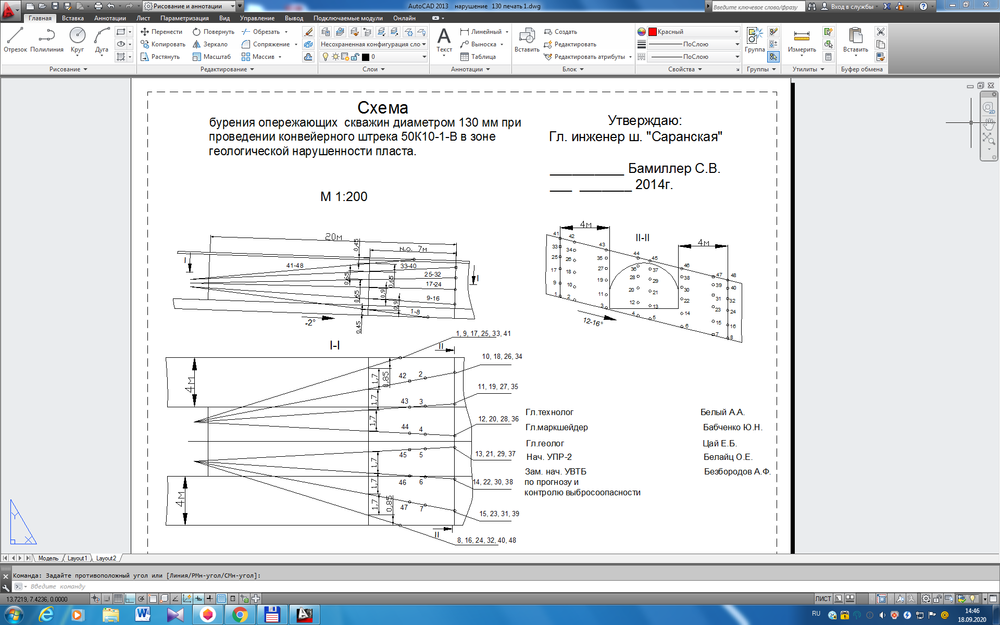 Рисование и аннотации
AutoCAD 2013 нарушение 130 печать1.dwg
Введите ключевое слово/фразу
Вход в службы
Главная Вставка Аннотации Лист Параметризация Вид Управление Вывод Подключаемые модули Онлайн
Отрезок Полилиния Круг Дуга
Рисование
Перенести Повернуть Обрезать
Копировать Зеркало Сопряжение
Растянуть Масштаб Массив
Редактирование
Несохраненная конфигурация сло
0
Слои
Текст
Линейный
Выноска
Таблица
Аннотации
Вставить
Создать
Редактировать
Редактировать атрибуты
Блок
Красный
ПоСлою
ПоСлою
Свойства
Группа
Группы
Измерить
Утилиты
Вставить
Буфер обмена
Схема
бурения опережающих скважин диаметром 130 мм при
проведении конвейерного штрека 50К10-1-В в зоне
геологической нарушенности пласта.
Утверждаю:
Гл. инженер ш. "Саранская"
__________ Бамиллер С.В.
___ _______ 2014г.
М 1:200
20м
0,45
н.о. 7м
I
41-48
33-40
25-32
17-24
9-16
1-8
I
0,65
0,65
0,65
0,9
0,9
0,45
-2°
4м
II-II
4м
41 42 43 44 45 46 47 48
33 34 35 36 37 38 39 40
25 26 27 28 29 30 31 32
17 18 19 20 21 22 23 24
9 10 11 12 13 14 15 16
1 2 3 4 5 6 7 8
12-16°
I-I
1, 9, 17, 25, 33, 41
II
10, 18, 26, 34
11, 19, 27, 35
12, 20, 28, 36
13, 21, 29, 37
14, 22, 30, 38
15, 23, 31, 39
8, 16, 24, 32, 40, 48
II
4м
4м
42 2
43 3
44 4
45 5
46 6
47 7
1,7
0,85
1,7
1,7
1,7
1,7
1,7
0,85
Гл.технолог Белый А.А.
Гл.маркшейдер Бабченко Ю.Н.
Гл.геолог Цай Е.Б.
Нач. УПР-2 Белайц О.Е.
Зам. нач. УВТБ Безбородов А.Ф.
по прогнозу и
контролю выбросоопасности
Y
X
Модель Layout1 Layout2
Команда: Задайте противоположный угол или [Линия/РМн-угол/СМн-угол]:
Введите команду
13.7219, 7.4236, 0.0000
ЛИСТ
RU
14:46
18.09.2020